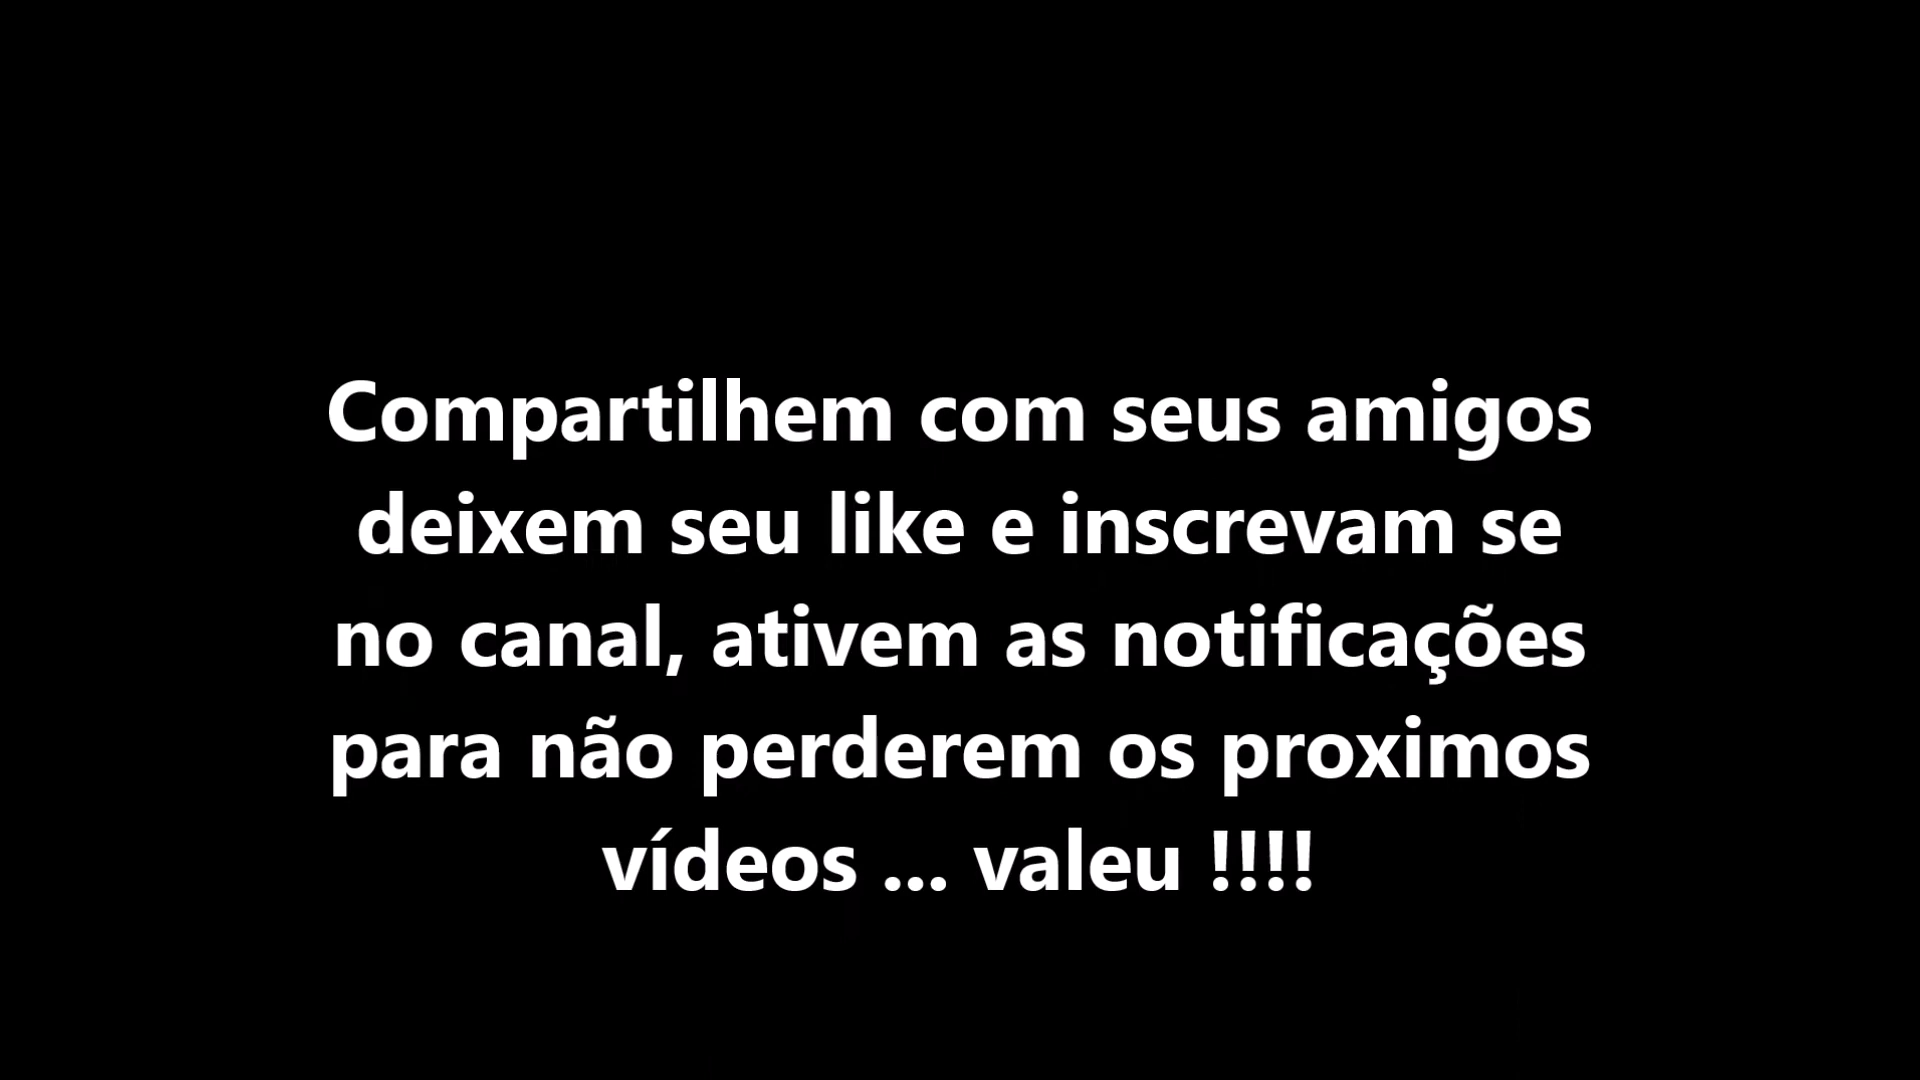 Compartilhem com seus amigos
deixem seu like e inscrevam se
no canal, ativem as notificações
para não perderem os proximos
vídeos ... valeu !!!!